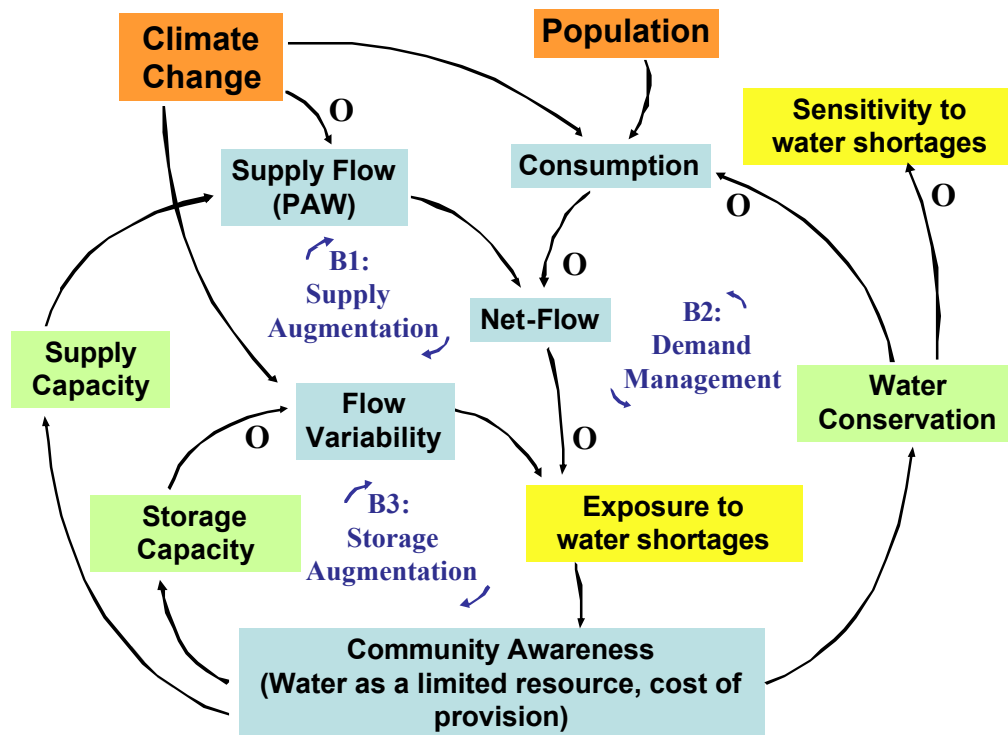 Climate
Change
Population
O
Sensitivity to
water shortages
Supply Flow
(PAW)
Consumption
O
O
B1:
Supply
Augmentation
O
Net-Flow
B2:
Demand
Management
Supply
Capacity
Flow
Variability
Water
Conservation
O
O
Storage
Capacity
B3:
Storage
Augmentation
Exposure to
water shortages
Community Awareness
(Water as a limited resource, cost of
provision)